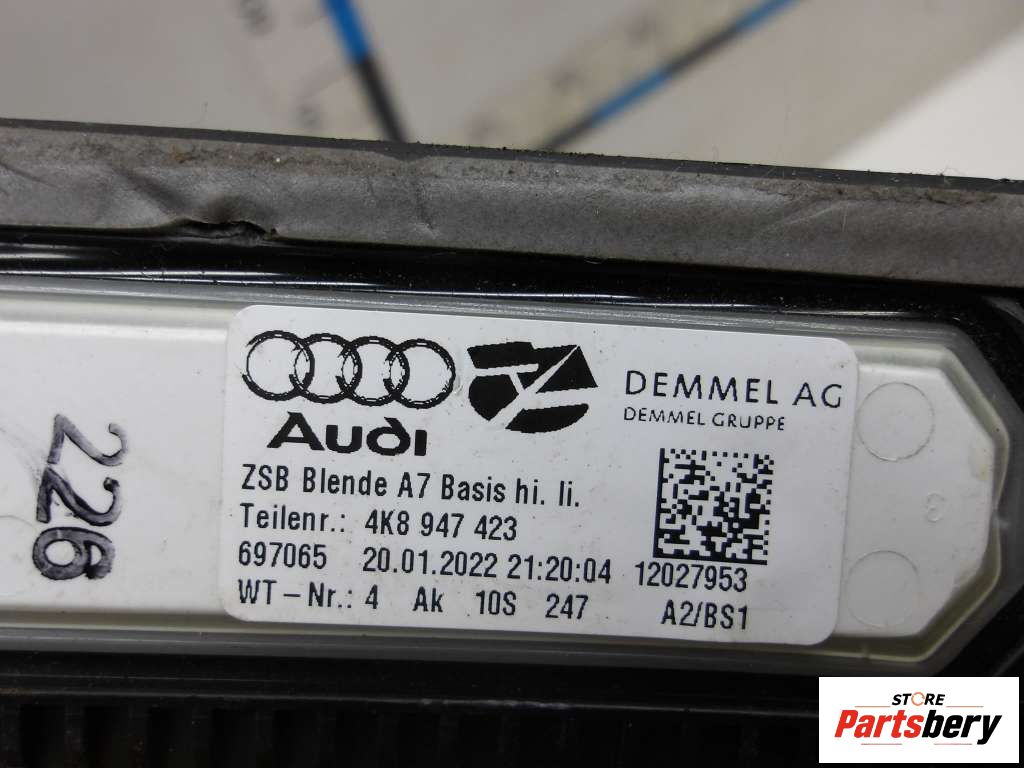 226
Audi
DEMMEL AG
DEMMEL GRUPPE
ZSB Blende A7 Basis hi. li.
Teilenr.: 4K8 947 423
697065 20.01.2022 21:20:04 12027953
WT-Nr.: 4 Ak 10S 247 A2/BS1
STORE
Partsbery